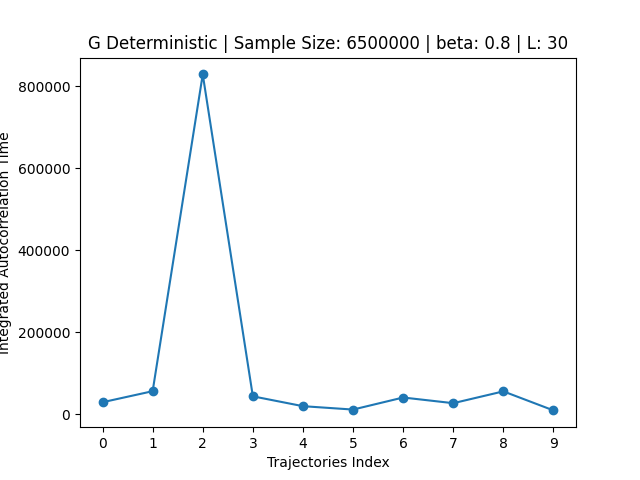 G Deterministic | Sample Size: 6500000 | beta: 0.8 | L: 30
800000
600000
400000
200000
0
Integrated Autocorrelation Time
0 1 2 3 4 5 6 7 8 9
Trajectories Index